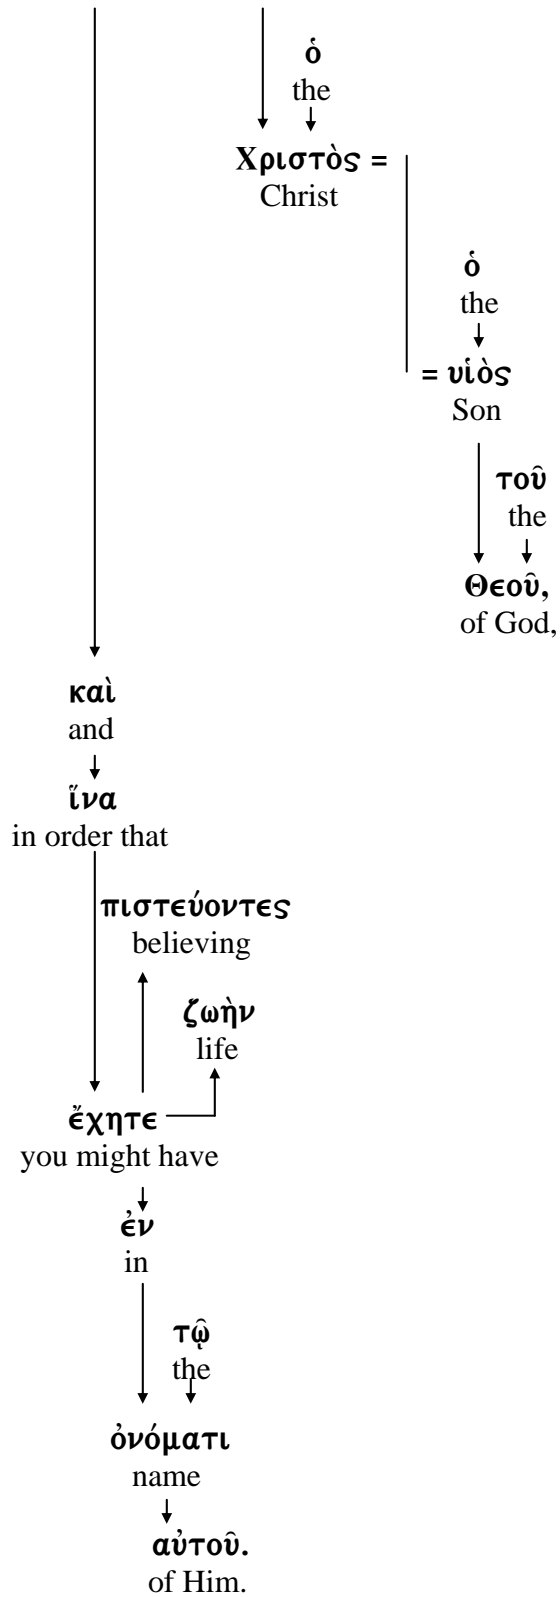 ὁ
the
Χριστὸς =
Christ
ὁ
the
= υἱὸς
Son
τοῦ
the
Θεοῦ,
of God,
καὶ
and
ἵνα
in order that
πιστεύοντες
believing
ζωὴν
life
ἔχητε
you might have
ἐν
in
τῷ
the
ὀνόματι
name
αὐτοῦ.
of Him.